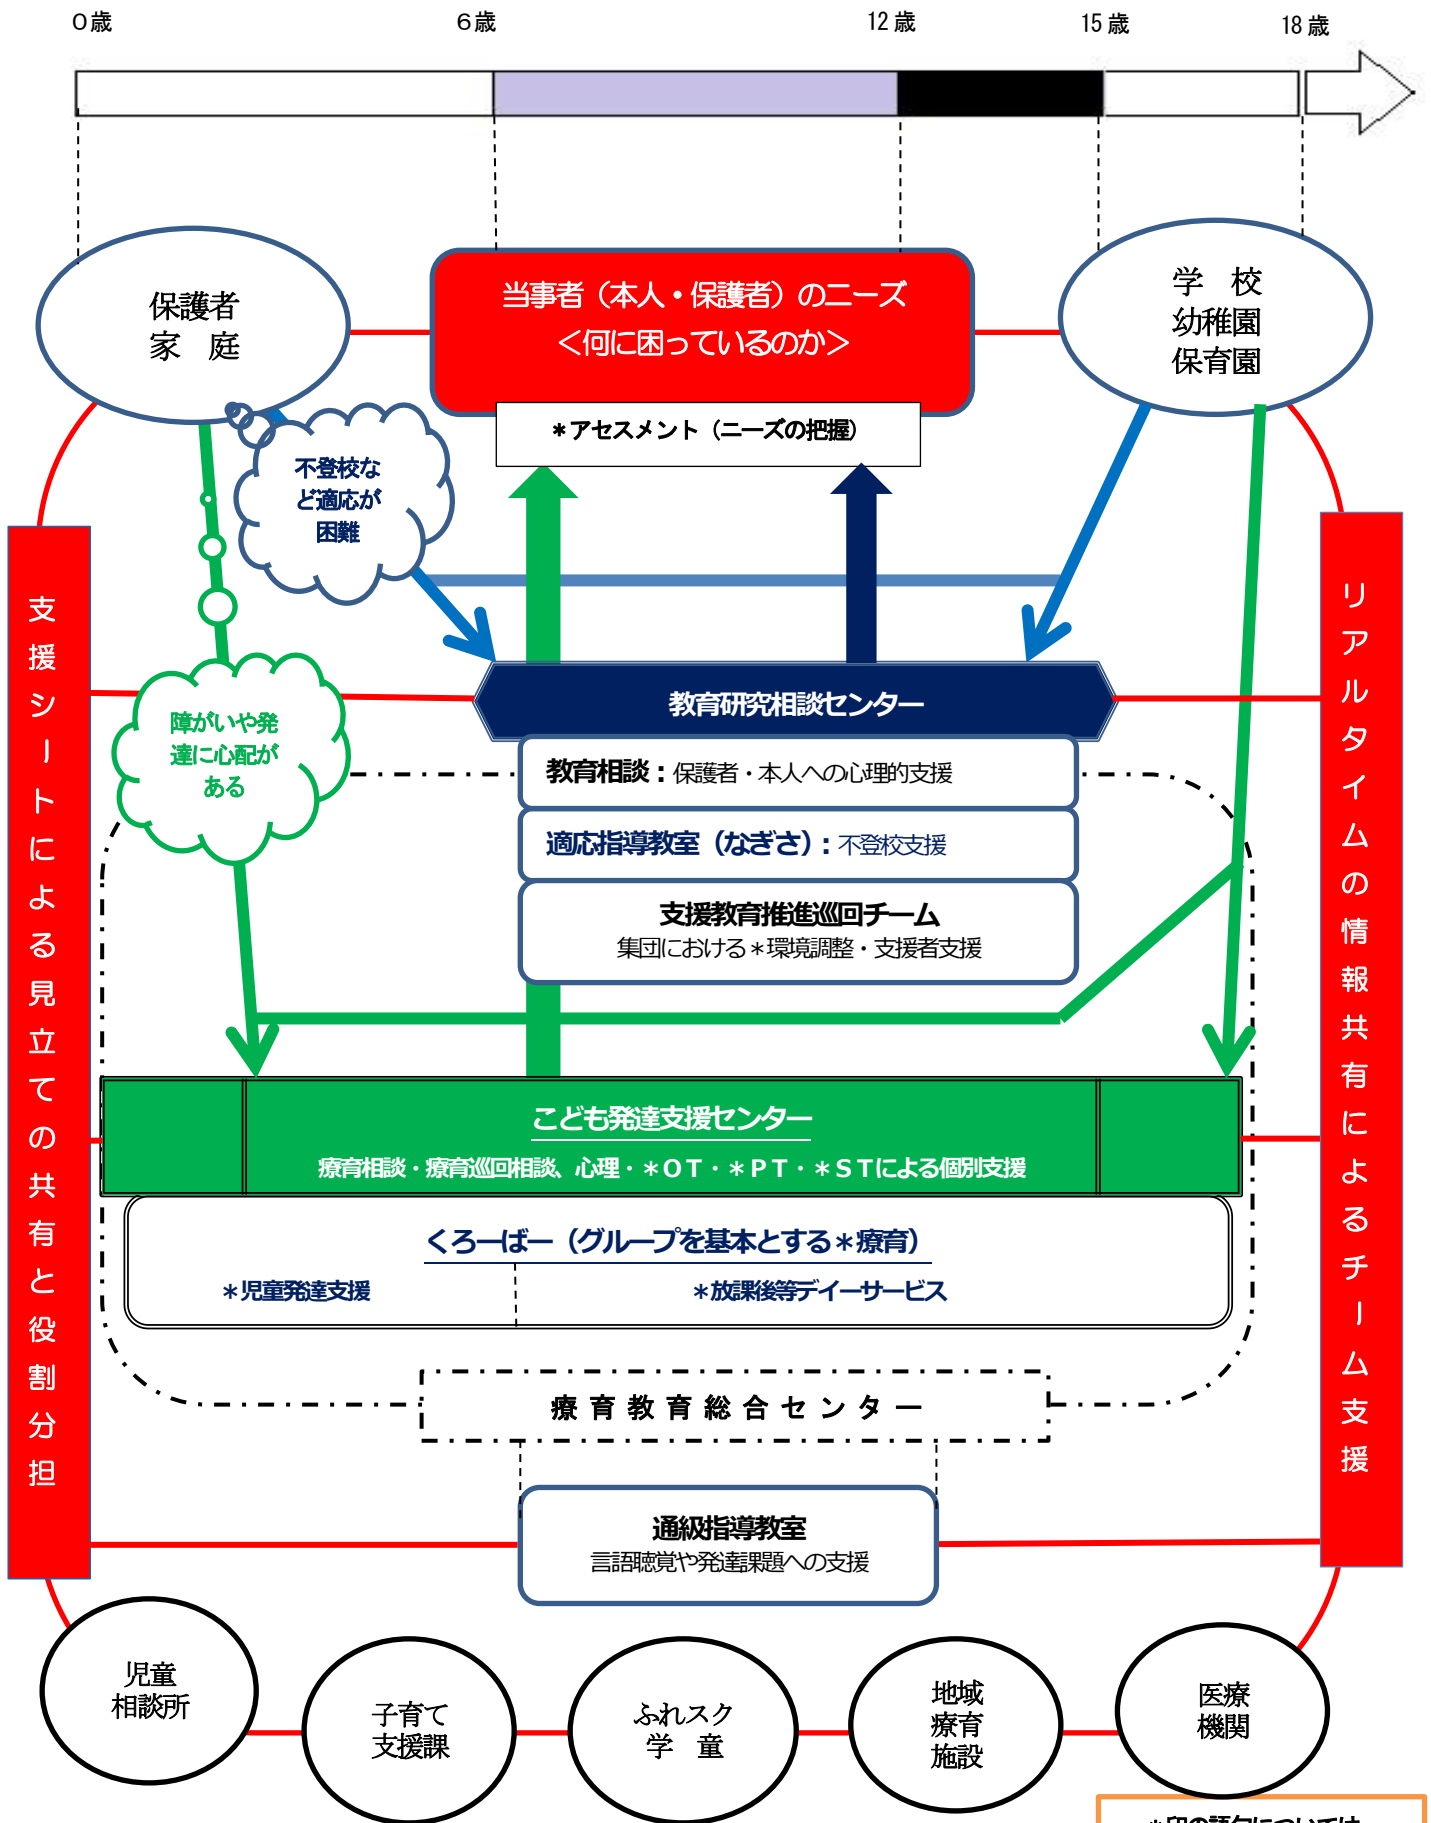 0歳
6歳
12歳
15歳
18歳
保護者
家　庭
当事者（本人・保護者）のニーズ
＜何に困っているのか＞
学　校
幼稚園
保育園
＊アセスメント（ニーズの把握）
不登校な
ど適応が
困難
支援シートによる見立ての共有と役割分担
リアルタイムの情報共有によるチーム支援
教育研究相談センター
障がいや発
達に心配が
ある
教育相談：保護者・本人への心理的支援
適応指導教室（なぎさ）：不登校支援
支援教育推進巡回チーム
集団における＊環境調整・支援者支援
こども発達支援センター
療育相談・療育巡回相談、心理・＊ＯＴ・＊ＰＴ・＊ＳＴによる個別支援
くろーばー（グループを基本とする＊療育）
＊児童発達支援
＊放課後等デイーサービス
療育教育総合センター
通級指導教室
言語聴覚や発達課題への支援
児童
相談所
子育て
支援課
ふれスク
学　童
地域
療育
施設
医療
機関
＊印の語句については